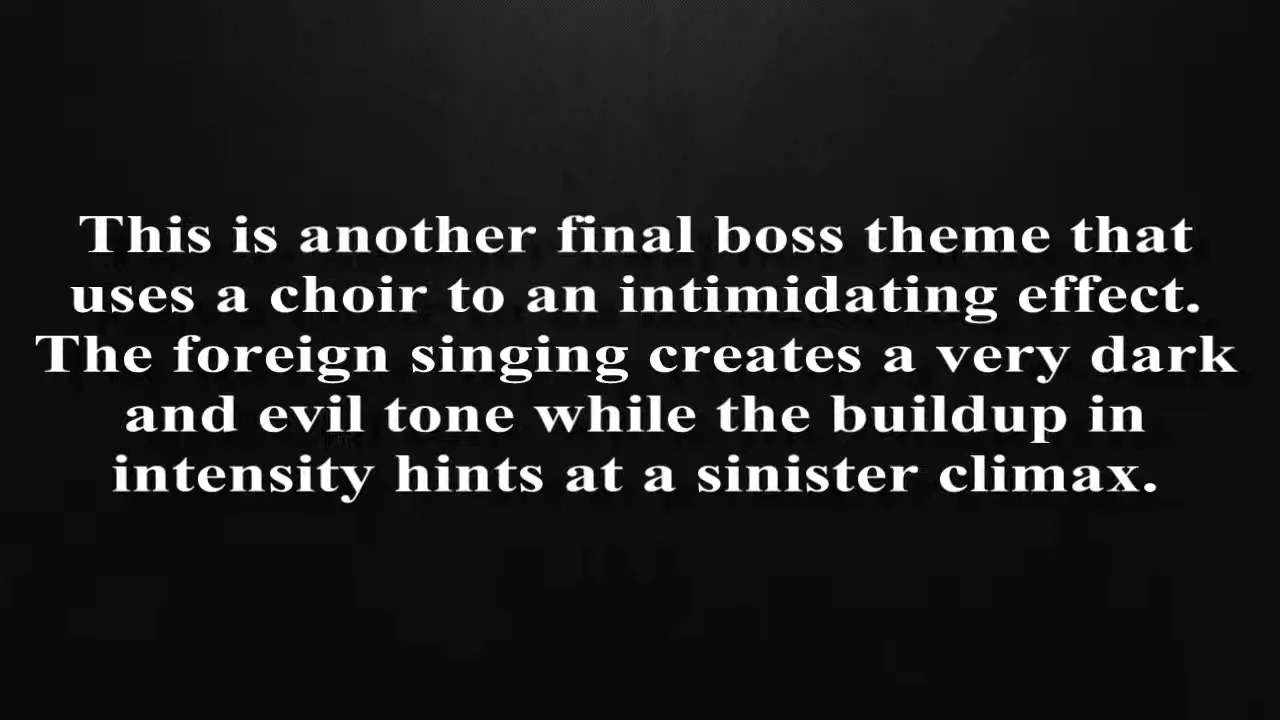 This is another final boss theme that
uses a choir to an intimidating effect.
The foreign singing creates a very dark
and evil tone while the buildup in
intensity hints at a sinister climax.